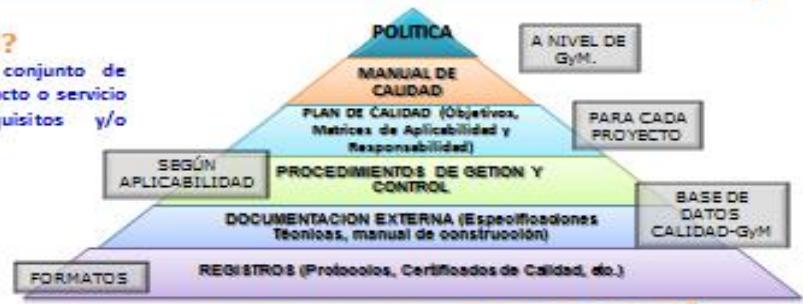 ?
conjunto de
cto o servicio
quisitos y/o
POLITICA
A NIVEL DE
GyM.
MANUAL DE
CALIDAD
PLAN DE CALIDAD (Objetivos,
Matrices de Aplicabilidad y
Responsabilidad)
PARA CADA
PROYECTO
SEGÚN
APLICABILIDAD
PROCEDIMIENTOS DE GETION Y
CONTROL
BASE DE
DATOS
CALIDAD-GyM
DOCUMENTACION EXTERNA (Especificaciones
Técnicas, manual de construcción)
FORMATOS
REGISTROS (Protocolos, Certificados de Calidad, etc.)